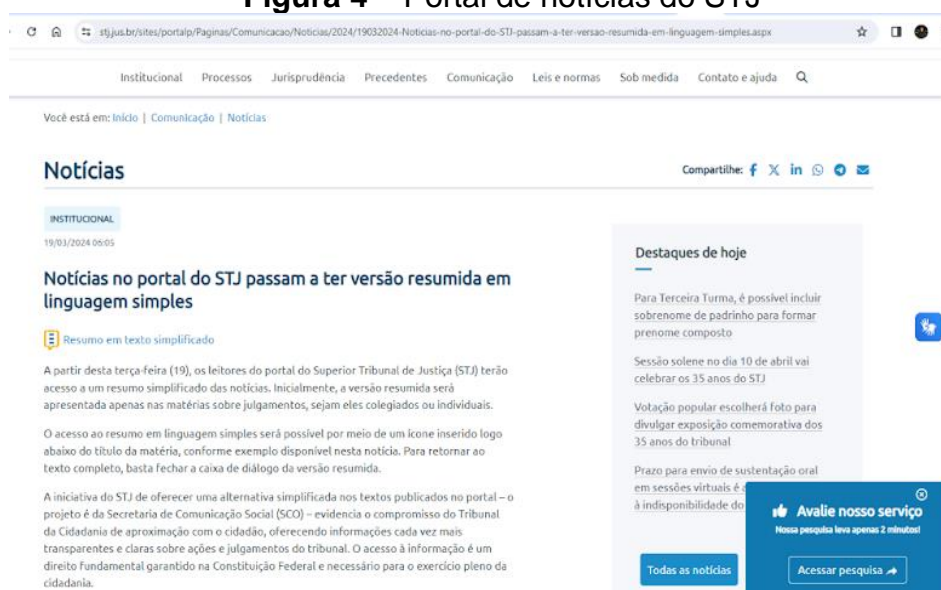 Figura 4 – Portal de notícias do STJ
stj.jus.br/sites/portalp/Paginas/Comunicacao/Noticias/2024/19032024-Noticias-no-portal-do-STJ-passam-a-ter-versao-resumida-em-linguagem-simples.aspx
Institucional Processos Jurisprudência Precedentes Comunicação Leis e normas Sob medida Contato e ajuda
Você está em: Início | Comunicação | Notícias
Notícias
Compartilhe:
INSTITUCIONAL
19/03/2024 06:05
Notícias no portal do STJ passam a ter versão resumida em
linguagem simples
Resumo em texto simplificado
A partir desta terça-feira (19), os leitores do portal do Superior Tribunal de Justiça (STJ) terão
acesso a um resumo simplificado das notícias. Inicialmente, a versão resumida será
apresentada apenas nas matérias sobre julgamentos, sejam eles colegiados ou individuais.
O acesso ao resumo em linguagem simples será possível por meio de um ícone inserido logo
abaixo do título da matéria, conforme exemplo disponível nesta notícia. Para retornar ao
texto completo, basta fechar a caixa de diálogo da versão resumida.
A iniciativa do STJ de oferecer uma alternativa simplificada nos textos publicados no portal – o
projeto é da Secretaria de Comunicação Social (SCO) – evidencia o compromisso do Tribunal
da Cidadania de aproximação com o cidadão, oferecendo informações cada vez mais
transparentes e claras sobre ações e julgamentos do tribunal. O acesso à informação é um
direito fundamental garantido na Constituição Federal e necessário para o exercício pleno da
cidadania.
Destaques de hoje
Para Terceira Turma, é possível incluir
sobrenome de padrinho para formar
prenome composto
Sessão solene no dia 10 de abril vai
celebrar os 35 anos do STJ
Votação popular escolherá foto para
divulgar exposição comemorativa dos
35 anos do tribunal
Prazo para envio de sustentação oral
em sessões virtuais é
à indisponibilidade do
Todas as notícias
Avalie nosso serviço
Nossa pesquisa leva apenas 2 minutos!
Acessar pesquisa